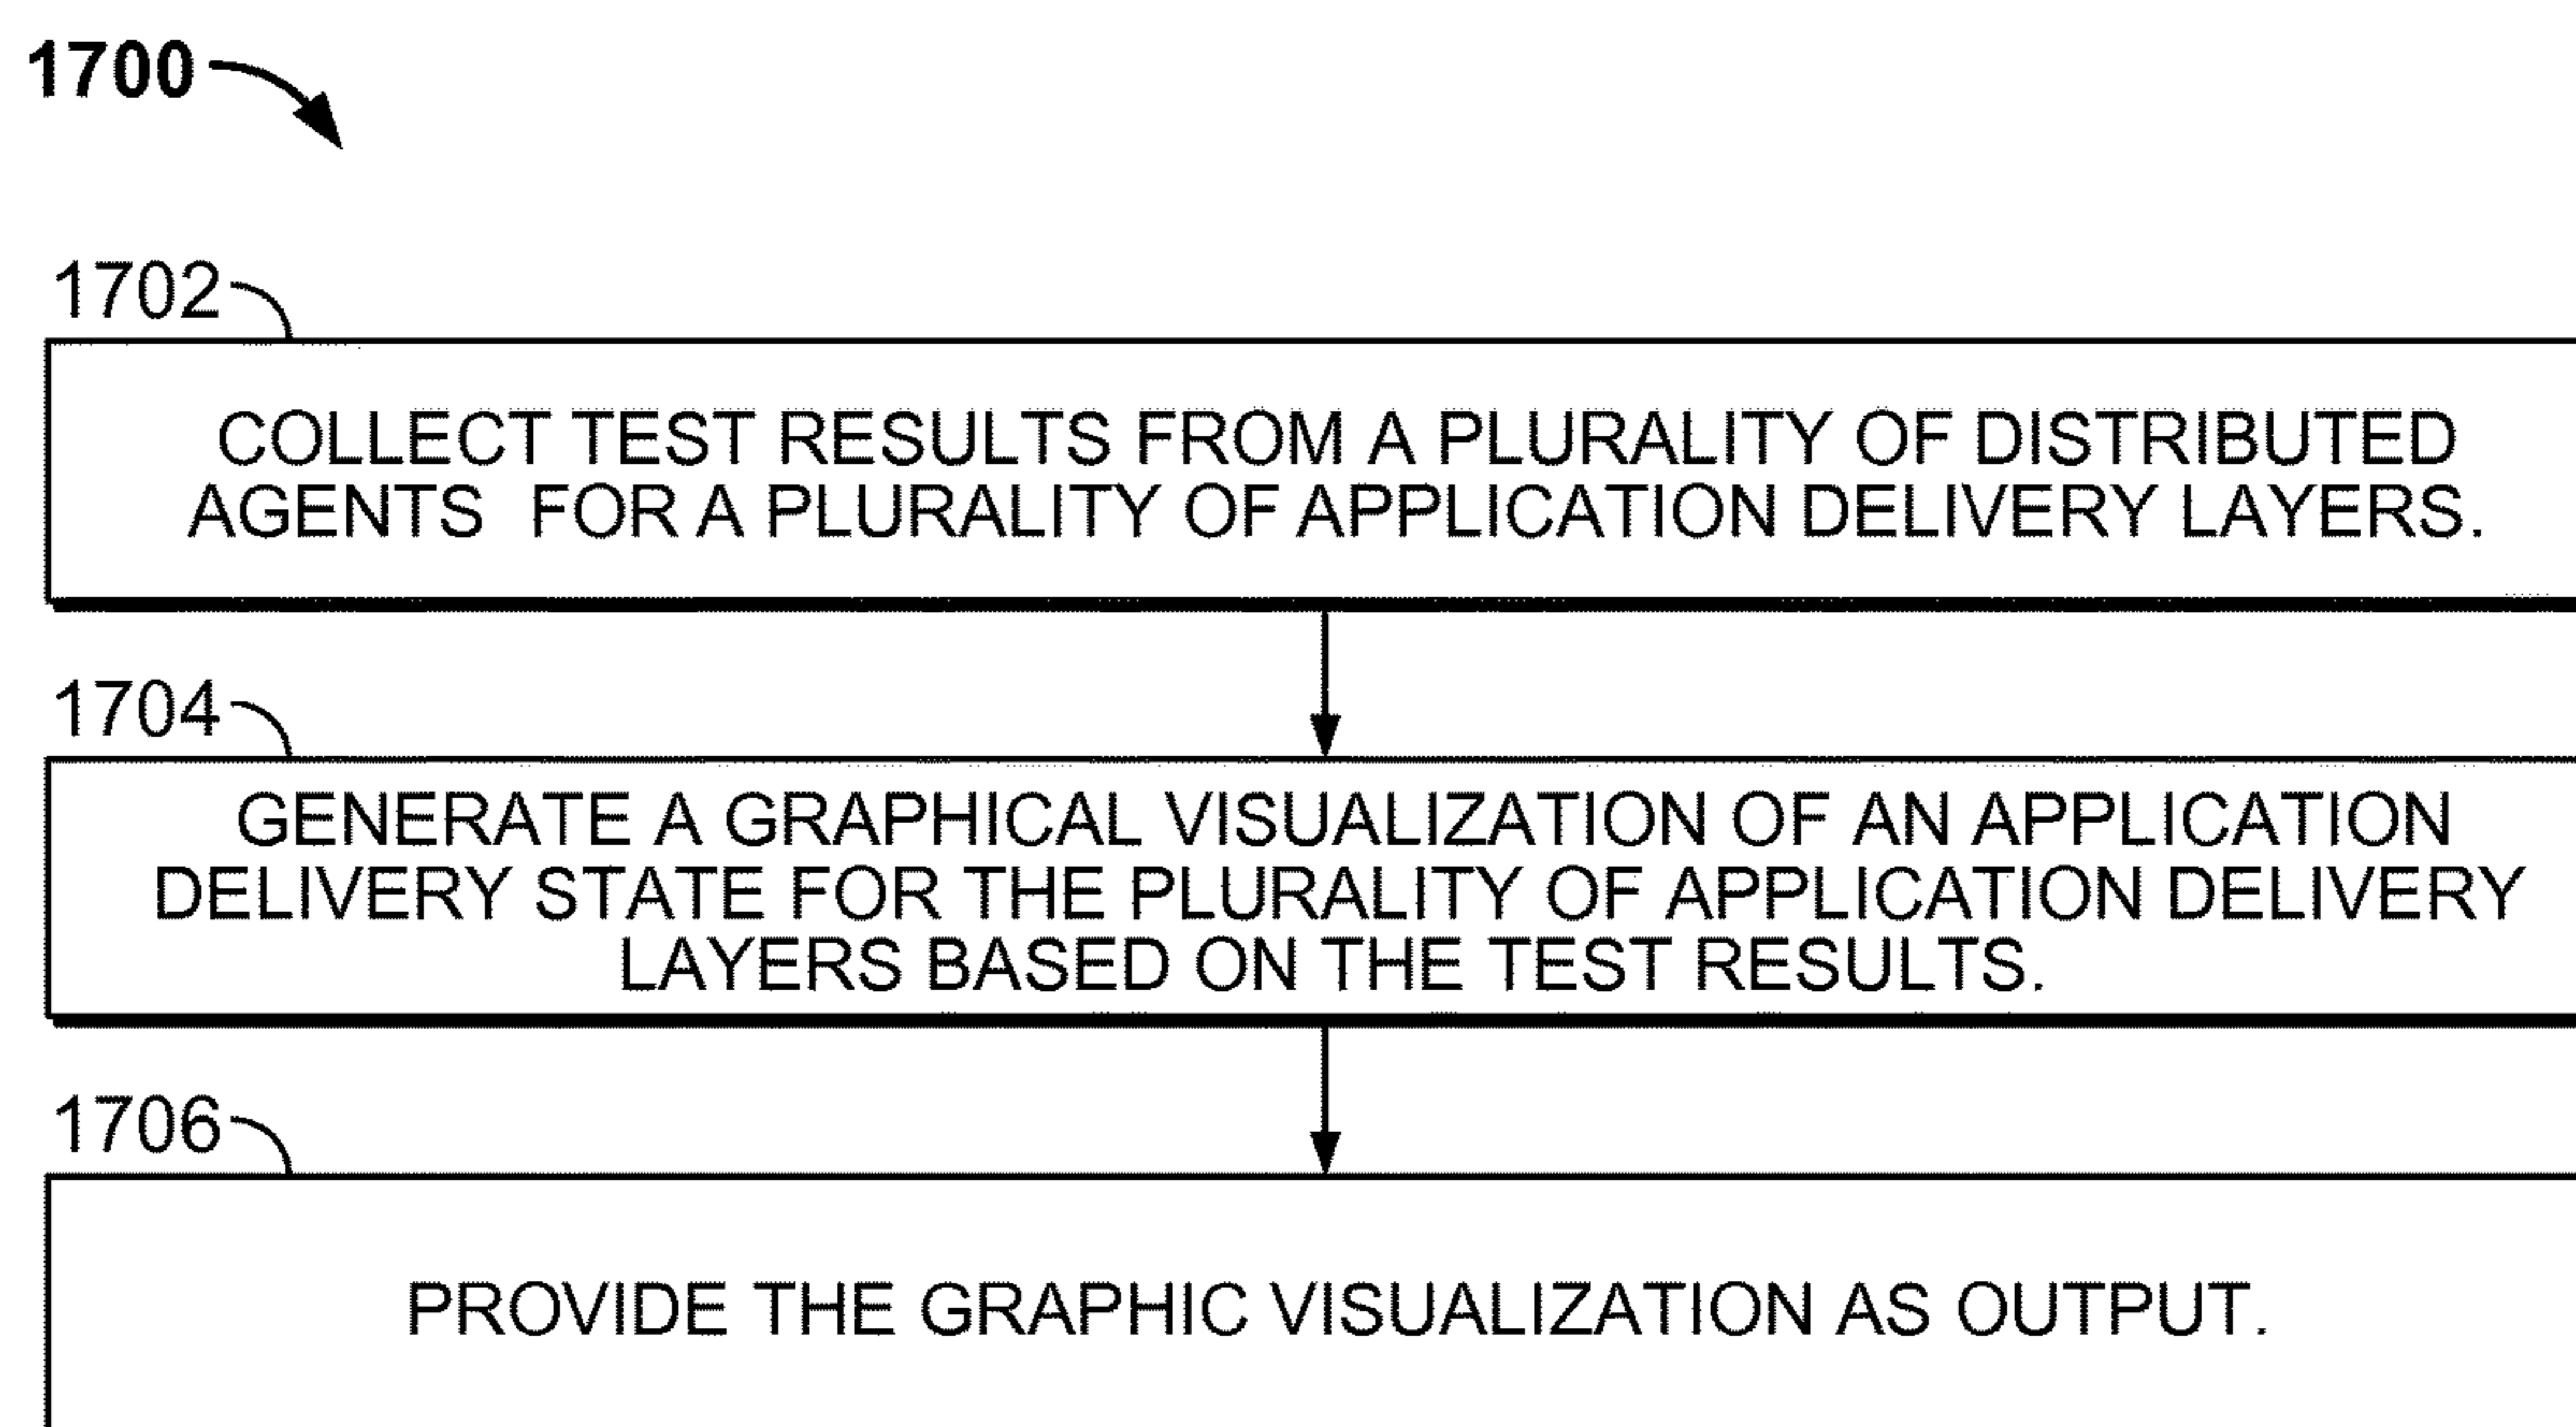 1700
1702
COLLECT TEST RESULTS FROM A PLURALITY OF DISTRIBUTED
AGENTS  FOR A PLURALITY OF APPLICATION DELIVERY LAYERS.
1704
GENERATE A GRAPHICAL VISUALIZATION OF AN APPLICATION
DELIVERY STATE FOR THE PLURALITY OF APPLICATION DELIVERY
LAYERS BASED ON THE TEST RESULTS.
1706
PROVIDE THE GRAPHIC VISUALIZATION AS OUTPUT.